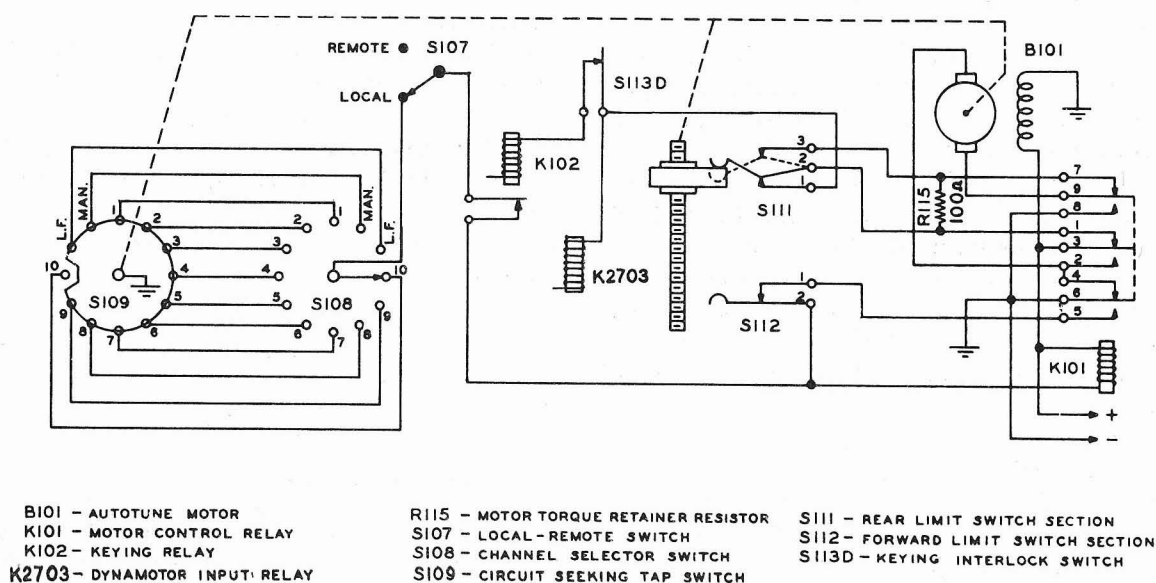 REMOTE S107
LOCAL
S113D
B101
K102
3
2
1
S111
R115
100Ω
7
9
8
1
3
2
4
6
5
L.F.
MAN.
1
2
3
4
5
6
7
8
9
10
S109
1
2
3
4
5
6
7
8
9
10
MAN.
L.F.
S108
K2703
1
2
S112
K101
+
-
B101 - AUTOTUNE MOTOR
K101 - MOTOR CONTROL RELAY
K102 - KEYING RELAY
K2703 - DYNAMOTOR INPUT RELAY
R115 - MOTOR TORQUE RETAINER RESISTOR
S107 - LOCAL-REMOTE SWITCH
S108 - CHANNEL SELECTOR SWITCH
S109 - CIRCUIT SEEKING TAP SWITCH
S111 - REAR LIMIT SWITCH SECTION
S112 - FORWARD LIMIT SWITCH SECTION
S113D - KEYING INTERLOCK SWITCH